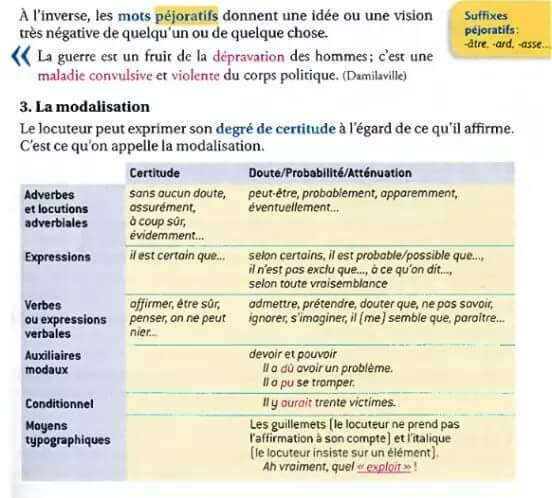 À l'inverse, les mots péjoratifs donnent une idée ou une vision
très négative de quelqu'un ou de quelque chose.
« La guerre est un fruit de la dépravation des hommes ; c'est une
maladie convulsive et violente du corps politique. (Damilaville)
Suffixes
péjoratifs :
-âtre, -ard, -asse...
3. La modalisation
Le locuteur peut exprimer son degré de certitude à l'égard de ce qu'il affirme.
C'est ce qu'on appelle la modalisation.
Certitude Doute/Probabilité/Atténuation
Adverbes et locutions adverbiales
sans aucun doute,
assurément,
à coup sûr,
évidemment...
peut-être, probablement, apparemment,
éventuellement...
Expressions
il est certain que...
selon certains, il est probable/possible que...,
il n'est pas exclu que..., à ce qu'on dit...,
selon toute vraisemblance
Verbes
ou expressions
verbales
affirmer, être sûr,
penser, on ne peut
nier...
admettre, prétendre, douter que, ne pas savoir,
ignorer, s'imaginer, il (me) semble que, paraître...
Auxiliaires
modaux
devoir et pouvoir
Il a dû avoir un problème.
Il a pu se tromper.
Conditionnel
Il y aurait trente victimes.
Moyens
typographiques
Les guillemets (le locuteur ne prend pas
l'affirmation à son compte) et l'italique
(le locuteur insiste sur un élément).
Ah vraiment, quel « exploit » !